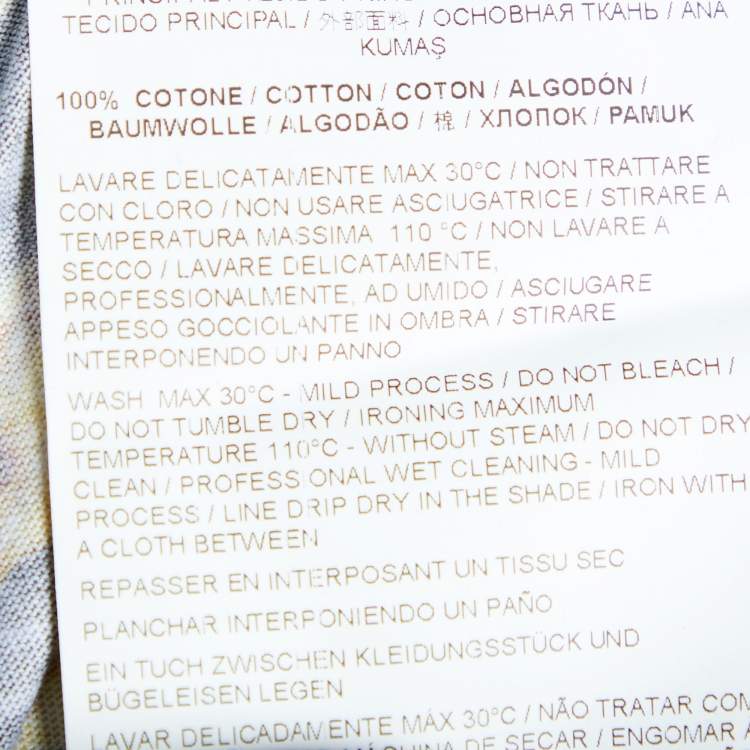 TECIDO PRINCIPAL / 外部面料 / ОСНОВНАЯ ТКАНЬ / ANA
KUMAŞ
100% COTONE / COTTON / COTON / ALGODÓN /
BAUMWOLLE / ALGODÃO / 棉 / ХЛОПОК / PAMUK
LAVARE DELICATAMENTE MAX 30°C / NON TRATTARE
CON CLORO / NON USARE ASCIUGATRICE / STIRARE A
TEMPERATURA MASSIMA 110 °C / NON LAVARE A
SECCO / LAVARE DELICATAMENTE,
PROFESSIONALMENTE, AD UMIDO / ASCIUGARE
APPESO GOCCIOLANTE IN OMBRA / STIRARE
INTERPONENDO UN PANNO
WASH MAX 30°C - MILD PROCESS / DO NOT BLEACH /
DO NOT TUMBLE DRY / IRONING MAXIMUM
TEMPERATURE 110°C - WITHOUT STEAM / DO NOT DRY
CLEAN / PROFESSIONAL WET CLEANING - MILD
PROCESS / LINE DRIP DRY IN THE SHADE / IRON WITH
A CLOTH BETWEEN
REPASSER EN INTERPOSANT UN TISSU SEC
PLANCHAR INTERPONIENDO UN PAÑO
EIN TUCH ZWISCHEN KLEIDUNGSSTÜCK UND
BÜGELEISEN LEGEN
LAVAR DELICADAMENTE MÁX 30°C / NÃO TRATAR COM
DE SECAR / ENGOMAR A